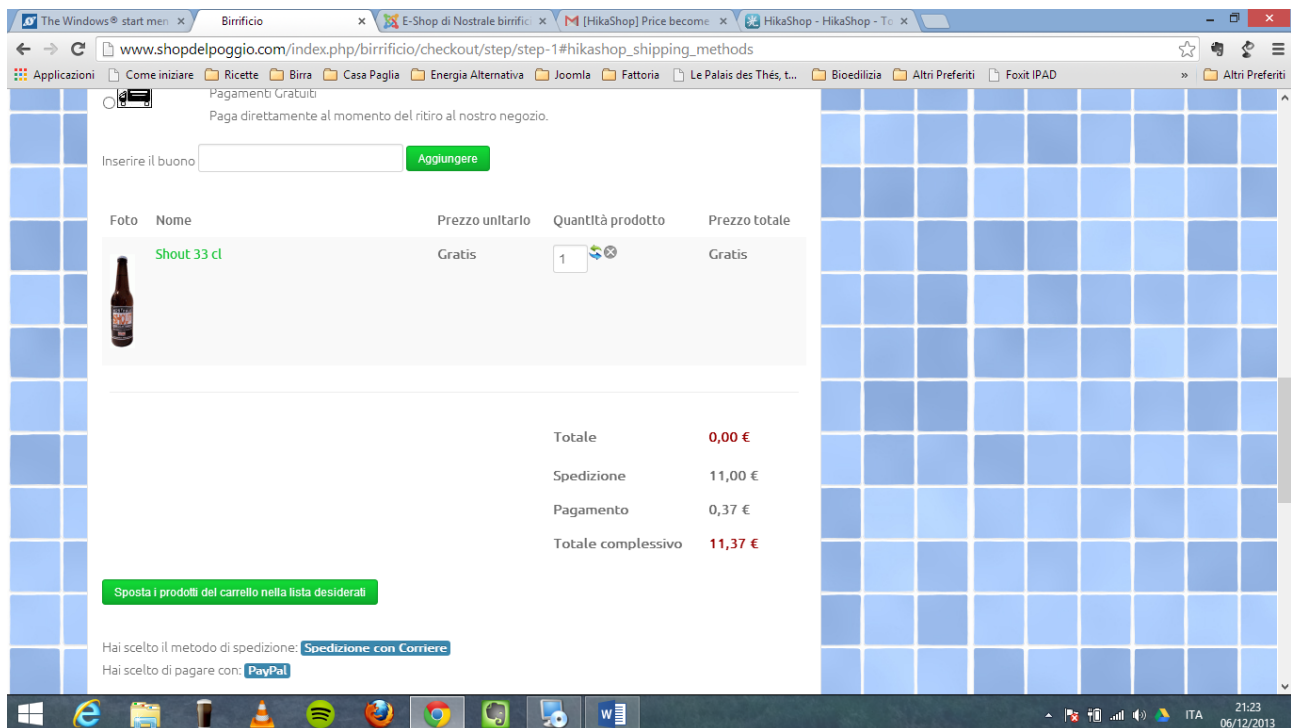 The Windows® start men
Birrificio
E-Shop di Nostrale birrific
[HikaShop] Price become
HikaShop - HikaShop - To
www.shopdelpoggio.com/index.php/birrificio/checkout/step/step-1#hikashop_shipping_methods
Applicazioni Come iniziare Ricette Birra Casa Paglia Energia Alternativa Joomla Fattoria Le Palais des Thés, t... Bioedilizia Altri Preferiti Foxit IPAD » Altri Preferiti
Pagamenti Gratuiti
Paga direttamente al momento del ritiro al nostro negozio.
Inserire il buono Aggiungere
Foto Nome Prezzo unitario Quantità prodotto Prezzo totale
Shout 33 cl Gratis 1 Gratis
SHOUT
Totale 0,00 €
Spedizione 11,00 €
Pagamento 0,37 €
Totale complessivo 11,37 €
Sposta i prodotti del carrello nella lista desiderati
Hai scelto il metodo di spedizione: Spedizione con Corriere
Hai scelto di pagare con: PayPal
ITA
21:23
06/12/2013